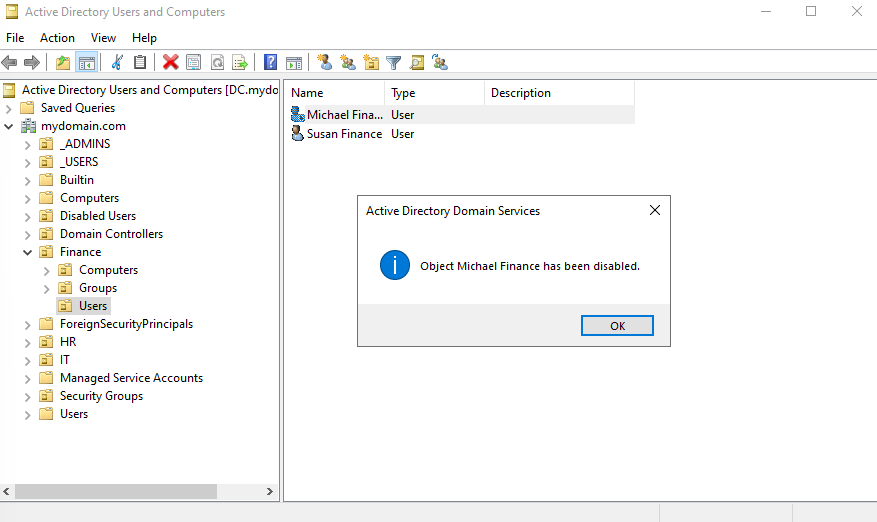 Active Directory Users and Computers
File Action View Help
Active Directory Users and Computers [DC.mydo
Saved Queries
mydomain.com
_ADMINS
_USERS
Builtin
Computers
Disabled Users
Domain Controllers
Finance
Computers
Groups
Users
ForeignSecurityPrincipals
HR
IT
Managed Service Accounts
Security Groups
Users
Name Type Description
Michael Fina... User
Susan Finance User
Active Directory Domain Services
Object Michael Finance has been disabled.
OK